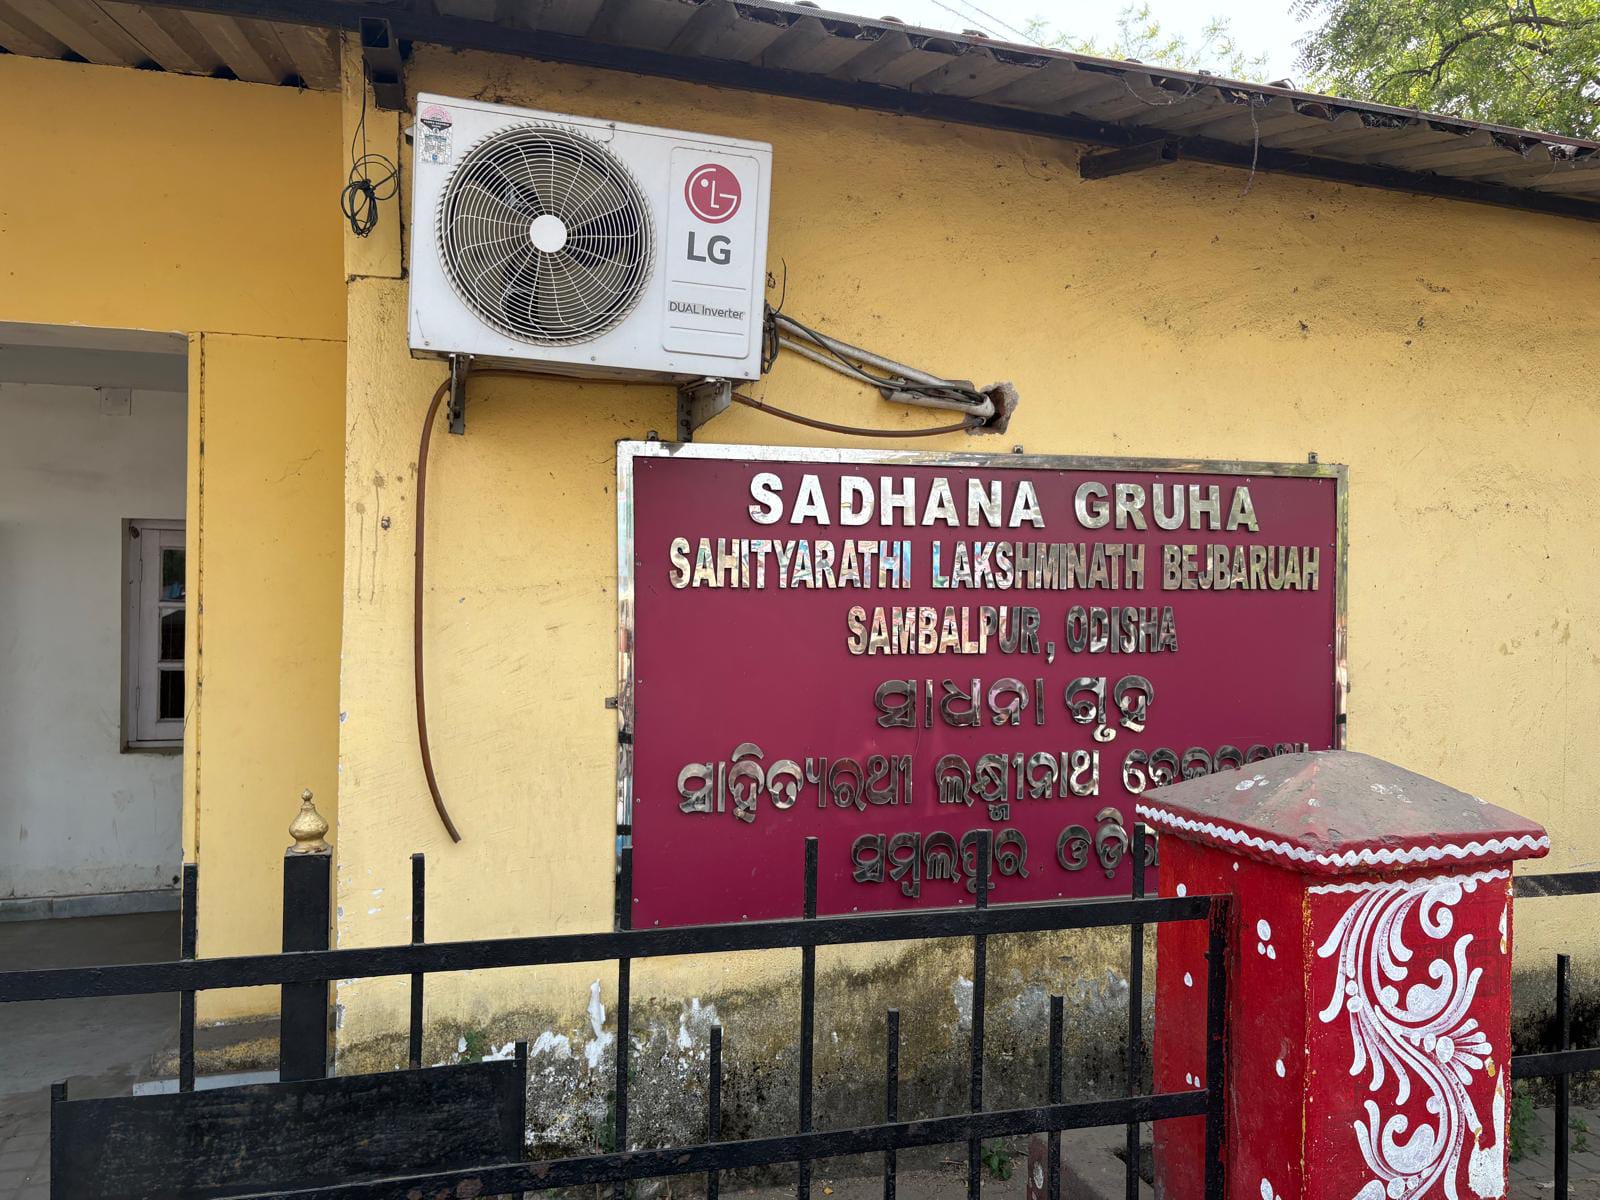 LG
DUAL Inverter
SADHANA GRUHA
SAHITYARATHI LAKSHMINATH BEJBARUAH
SAMBALPUR, ODISHA
ସାଧନା ଗୃହ
ସାହିତ୍ୟରଥୀ ଲକ୍ଷ୍ମୀନାଥ
ସମ୍ବଲପୁର